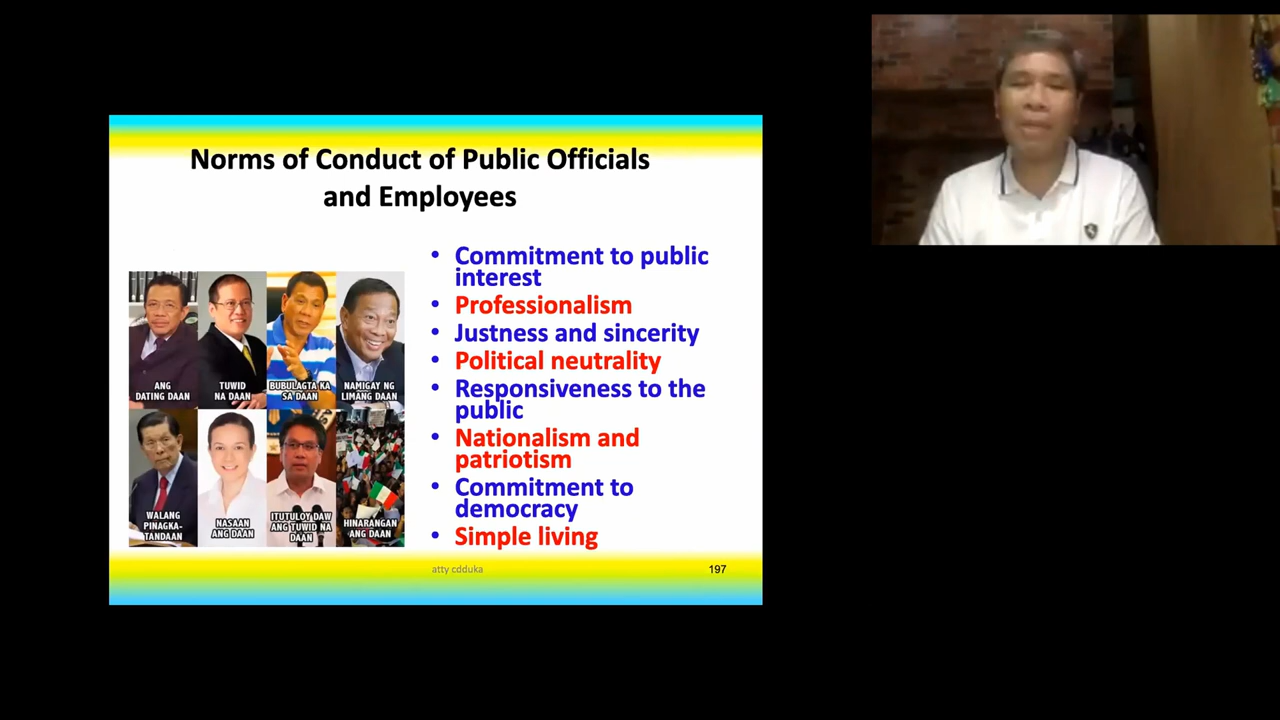 Norms of Conduct of Public Officials
and Employees
• Commitment to public
interest
• Professionalism
• Justness and sincerity
• Political neutrality
• Responsiveness to the
public
• Nationalism and
patriotism
• Commitment to
democracy
• Simple living
ANG
DATING DAAN
TUWID
NA DAAN
BUBULAGTA KA
SA DAAN
NAMIGAY NG
LIMANG DAAN
WALANG
PINAGKA-
TANDAAN
NASAAN
ANG DAAN
ITUTULOY DAW
ANG TUWID NA
DAAN
HINARANGAN
ANG DAAN
atty cdduka
197